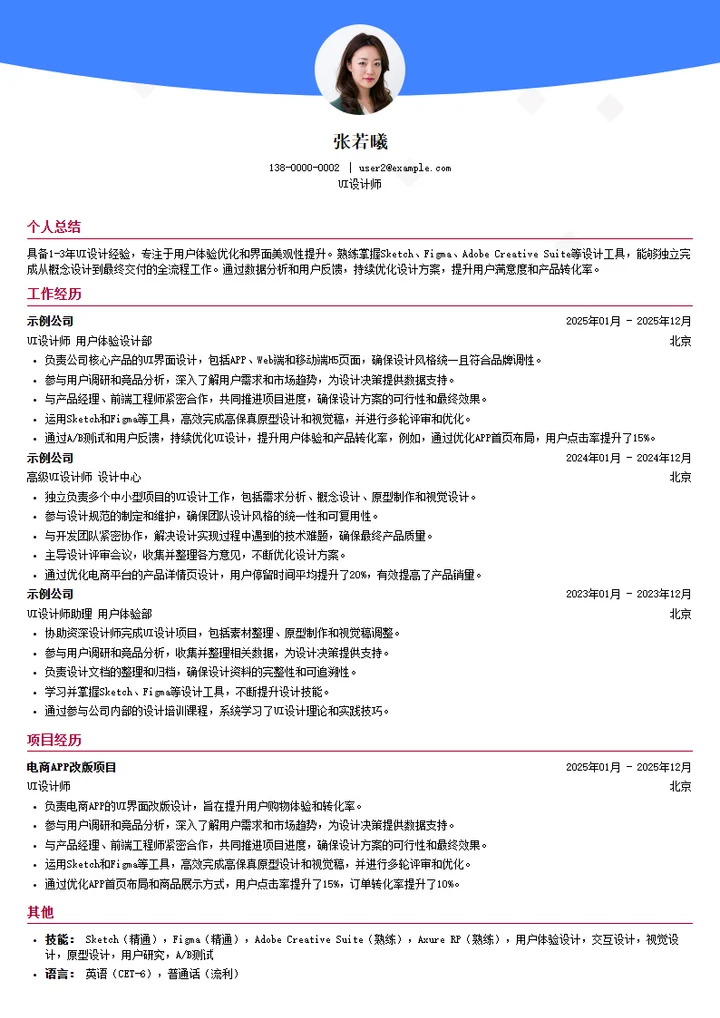 张若曦
138-0000-0002 | user2@example.com
UI设计师
个人总结
具备1-3年UI设计经验，专注于用户体验优化和界面美观性提升。熟练掌握Sketch、Figma、Adobe Creative Suite等设计工具，能够独立完
成从概念设计到最终交付的全流程工作。通过数据分析和用户反馈，持续优化设计方案，提升用户满意度和产品转化率。
工作经历
示例公司 2025年01月 - 2025年12月
UI设计师 用户体验设计部 北京
• 负责公司核心产品的UI界面设计，包括APP、Web端和移动端H5页面，确保设计风格统一且符合品牌调性。
• 参与用户调研和竞品分析，深入了解用户需求和市场趋势，为设计决策提供数据支持。
• 与产品经理、前端工程师紧密合作，共同推进项目进度，确保设计方案的可行性和最终效果。
• 运用Sketch和Figma等工具，高效完成高保真原型设计和视觉稿，并进行多轮评审和优化。
• 通过A/B测试和用户反馈，持续优化UI设计，提升用户体验和产品转化率，例如，通过优化APP首页布局，用户点击率提升了15%。
示例公司 2024年01月 - 2024年12月
高级UI设计师 设计中心 北京
• 独立负责多个中小型项目的UI设计工作，包括需求分析、概念设计、原型制作和视觉设计。
• 参与设计规范的制定和维护，确保团队设计风格的统一性和可复用性。
• 与开发团队紧密协作，解决设计实现过程中遇到的技术难题，确保最终产品质量。
• 主导设计评审会议，收集并整理各方意见，不断优化设计方案。
• 通过优化电商平台的产品详情页设计，用户停留时间平均提升了20%，有效提高了产品销量。
示例公司 2023年01月 - 2023年12月
UI设计师助理 用户体验部 北京
• 协助资深设计师完成UI设计项目，包括素材整理、原型制作和视觉稿调整。
• 参与用户调研和竞品分析，收集并整理相关数据，为设计决策提供支持。
• 负责设计文档的整理和归档，确保设计资料的完整性和可追溯性。
• 学习并掌握Sketch、Figma等设计工具，不断提升设计技能。
• 通过参与公司内部的设计培训课程，系统学习了UI设计理论和实践技巧。
项目经历
电商APP改版项目 2025年01月 - 2025年12月
UI设计师 北京
• 负责电商APP的UI界面改版设计，旨在提升用户购物体验和转化率。
• 参与用户调研和竞品分析，深入了解用户需求和市场趋势，为设计决策提供数据支持。
• 与产品经理、前端工程师紧密合作，共同推进项目进度，确保设计方案的可行性和最终效果。
• 运用Sketch和Figma等工具，高效完成高保真原型设计和视觉稿，并进行多轮评审和优化。
• 通过优化APP首页布局和商品展示方式，用户点击率提升了15%，订单转化率提升了10%。
其他
• 技能： Sketch（精通），Figma（精通），Adobe Creative Suite（熟练），Axure RP（熟练），用户体验设计，交互设计，视觉设
计，原型设计，用户研究，A/B测试
• 语言： 英语（CET-6），普通话（流利）